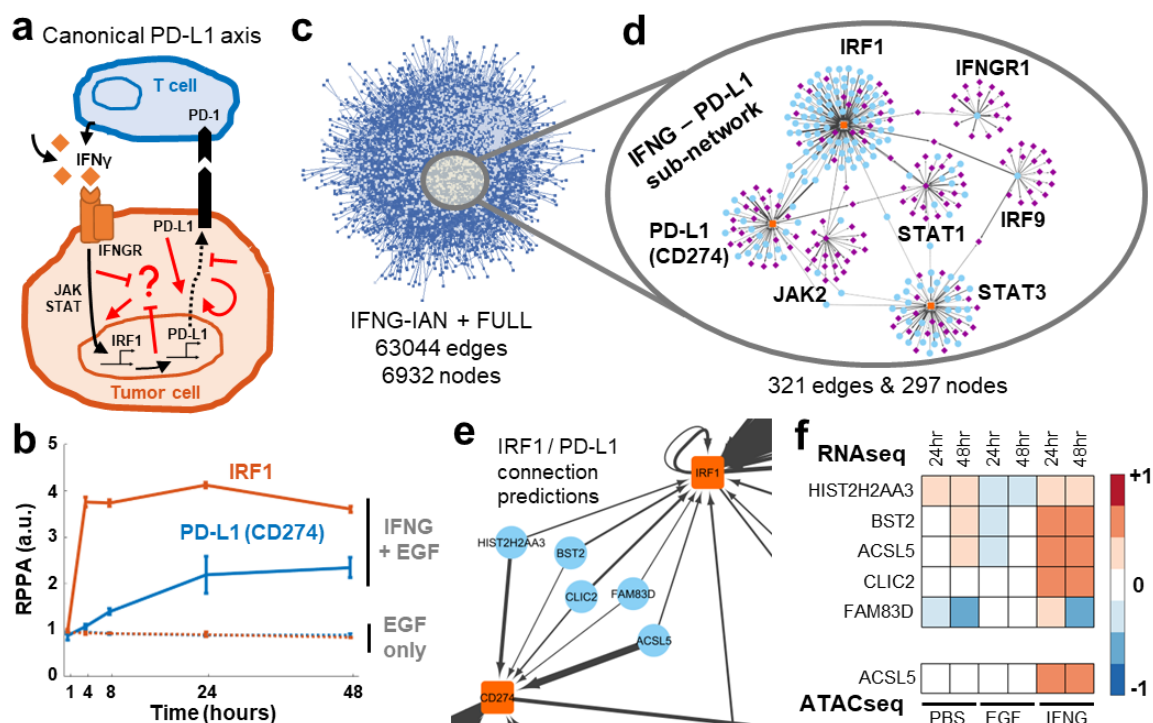 a Canonical PD-L1 axis
T cell
PD-1
IFNγ
IFNGR
PD-L1
JAK
STAT
?
IRF1
PD-L1
Tumor cell
b
RPPA (a.u.)
5
4
3
2
1
0
IRF1
PD-L1 (CD274)
IFNG
+ EGF
EGF
only
1 4 8 24 48
Time (hours)
c
IFNG-IAN + FULL
63044 edges
6932 nodes
d
IFNG – PD-L1
sub-network
IRF1
IFNGR1
IRF9
STAT1
PD-L1
(CD274)
JAK2
STAT3
321 edges & 297 nodes
e
IRF1 / PD-L1
connection
predictions
IRF1
HIST2H2AA3
BST2
CLIC2
FAM83D
ACSL5
CD274
f
RNAseq
24hr 48hr 24hr 48hr 24hr 48hr
HIST2H2AA3
BST2
ACSL5
CLIC2
FAM83D
ACSL5
ATACseq
PBS EGF IFNG
+1
0
-1